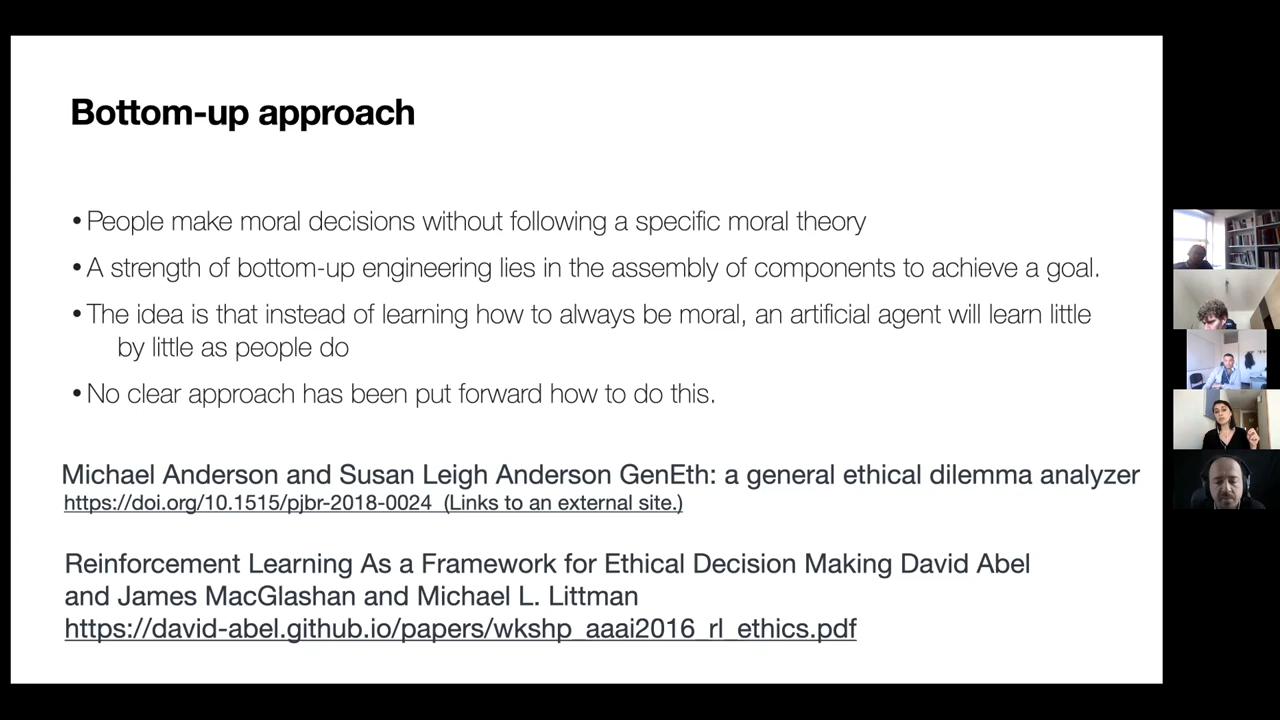 Bottom-up approach
• People make moral decisions without following a specific moral theory
• A strength of bottom-up engineering lies in the assembly of components to achieve a goal.
• The idea is that instead of learning how to always be moral, an artificial agent will learn little
by little as people do
• No clear approach has been put forward how to do this.
Michael Anderson and Susan Leigh Anderson GenEth: a general ethical dilemma analyzer
https://doi.org/10.1515/pjbr-2018-0024 (Links to an external site.)
Reinforcement Learning As a Framework for Ethical Decision Making David Abel
and James MacGlashan and Michael L. Littman
https://david-abel.github.io/papers/wkshp_aaai2016_rl_ethics.pdf